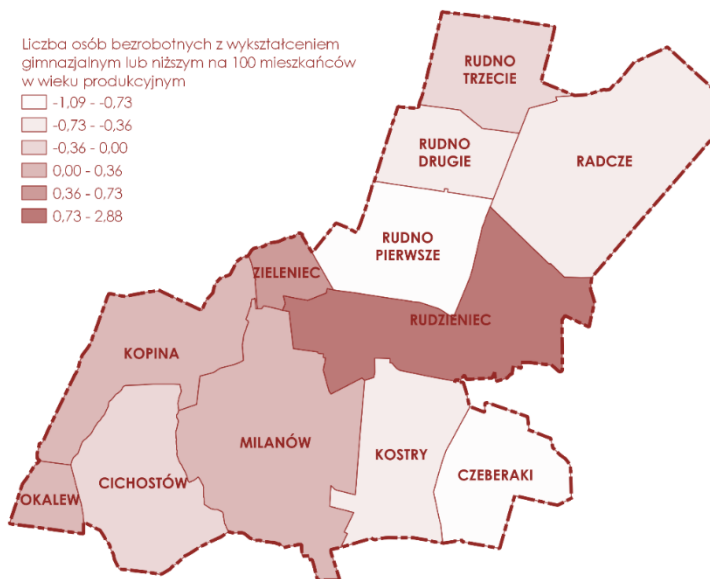 Liczba osób bezrobotnych z wykształceniem
gimnazjalnym lub niższym na 100 mieszkańców
w wieku produkcyjnym
-1,09 - -0,73
-0,73 - -0,36
-0,36 - 0,00
0,00 - 0,36
0,36 - 0,73
0,73 - 2,88
RUDNO
TRZECIE
RUDNO
DRUGIE
RADCZE
RUDNO
PIERWSZE
ZIELENIEC
RUDZIENIEC
KOPINA
MILANÓW
KOSTRY
CZEBERAKI
CICHOSTÓW
OKALEW